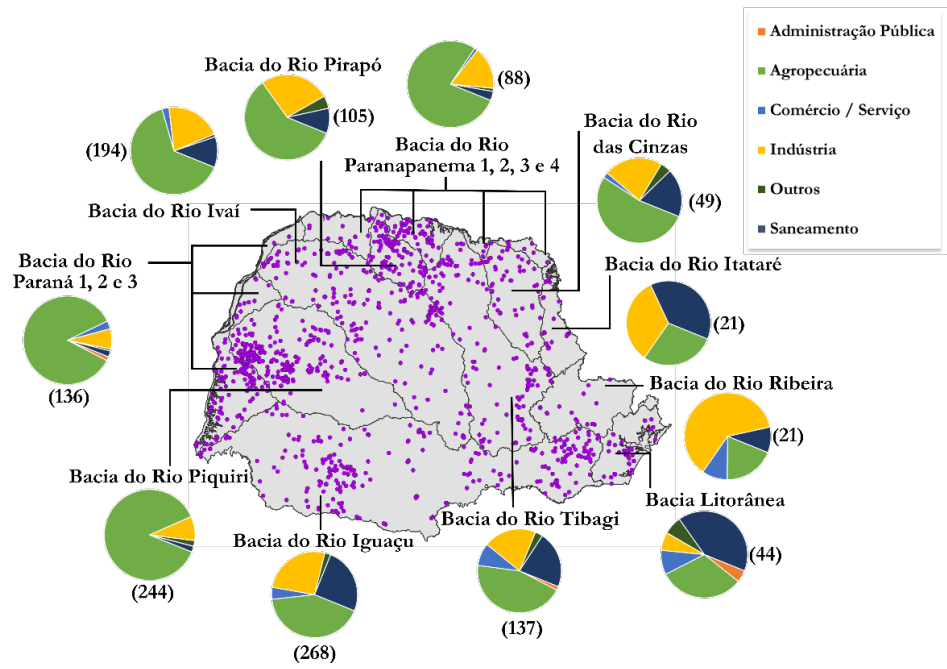 Administração Pública
Agropecuária
Comércio / Serviço
Indústria
Outros
Saneamento
Bacia do Rio Pirapó
(105)
(88)
(194)
Bacia do Rio
Paranapanema 1, 2, 3 e 4
Bacia do Rio
das Cinzas
(49)
Bacia do Rio Ivaí
Bacia do Rio
Paraná 1, 2 e 3
(136)
Bacia do Rio Itataré
(21)
Bacia do Rio Ribeira
(21)
Bacia do Rio Piquiri
(244)
Bacia do Rio Iguaçu
(268)
Bacia do Rio Tibagi
(137)
Bacia Litorânea
(44)